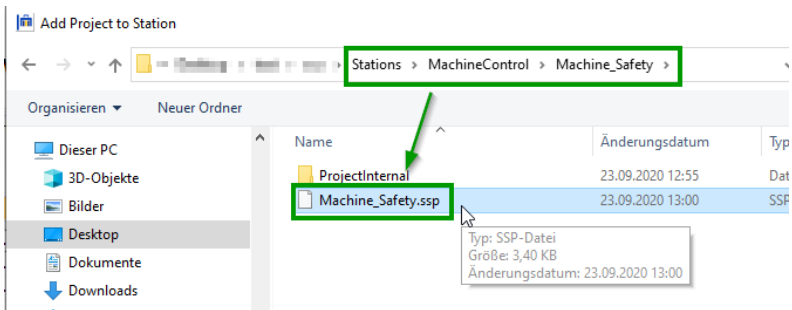 Add Project to Station
Stations > MachineControl > Machine_Safety >
Organisieren Neuer Ordner
Name Änderungsdatum Typ
Dieser PC
ProjectInternal 23.09.2020 12:55 Dat
3D-Objekte
Machine_Safety.ssp 23.09.2020 13:00 SSP
Bilder
Desktop
Typ: SSP-Datei
Größe: 3,40 KB
Änderungsdatum: 23.09.2020 13:00
Dokumente
Downloads